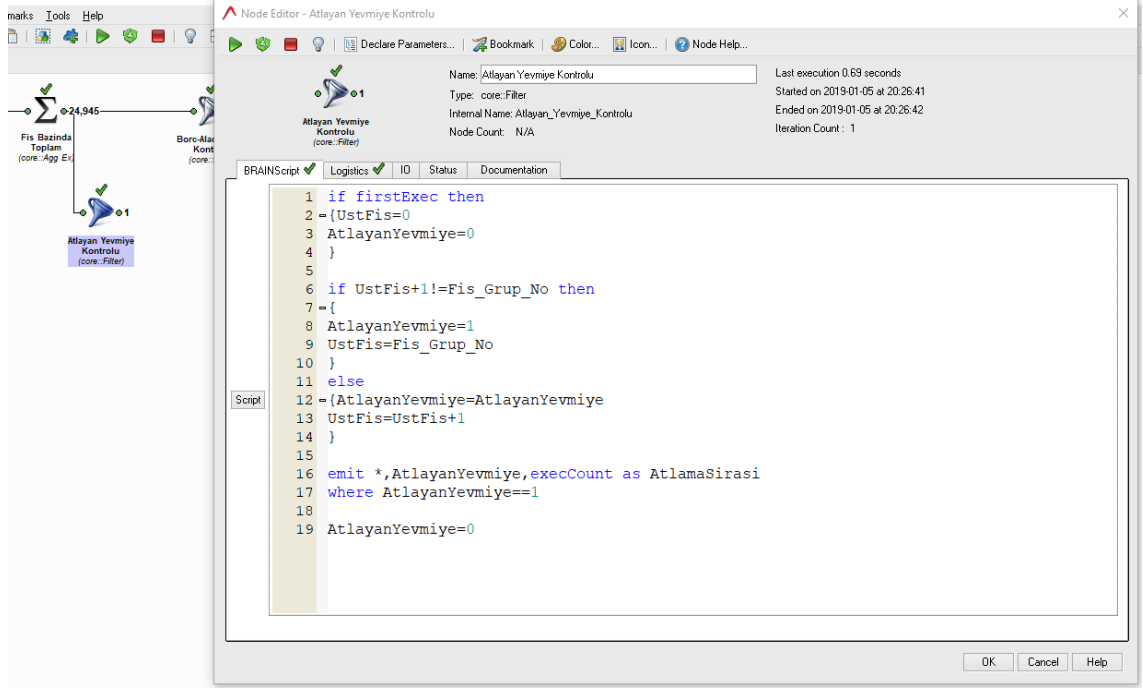 marks Tools Help
24,945
Fis Bazinda
Toplam
(core::Agg Ex)
Borc-Alac
Kont
(core::
1
Atlayan Yevmiye
Kontrolu
(core::Filter)
Node Editor - Atlayan Yevmiye Kontrolu
Declare Parameters... Bookmark Color... Icon... Node Help...
1
Atlayan Yevmiye
Kontrolu
(core::Filter)
Name: Atlayan Yevmiye Kontrolu
Type: core::Filter
Internal Name: Atlayan_Yevmiye_Kontrolu
Node Count: N/A
Last execution 0.69 seconds
Started on 2019-01-05 at 20:26:41
Ended on 2019-01-05 at 20:26:42
Iteration Count : 1
BRAINScript Logistics IO Status Documentation
Script
1 if firstExec then
2 {UstFis=0
3 AtlayanYevmiye=0
4 }
5
6 if UstFis+1!=Fis_Grup_No then
7 {
8 AtlayanYevmiye=1
9 UstFis=Fis_Grup_No
10 }
11 else
12 {AtlayanYevmiye=AtlayanYevmiye
13 UstFis=UstFis+1
14 }
15
16 emit *,AtlayanYevmiye,execCount as AtlamaSirasi
17 where AtlayanYevmiye==1
18
19 AtlayanYevmiye=0
OK Cancel Help